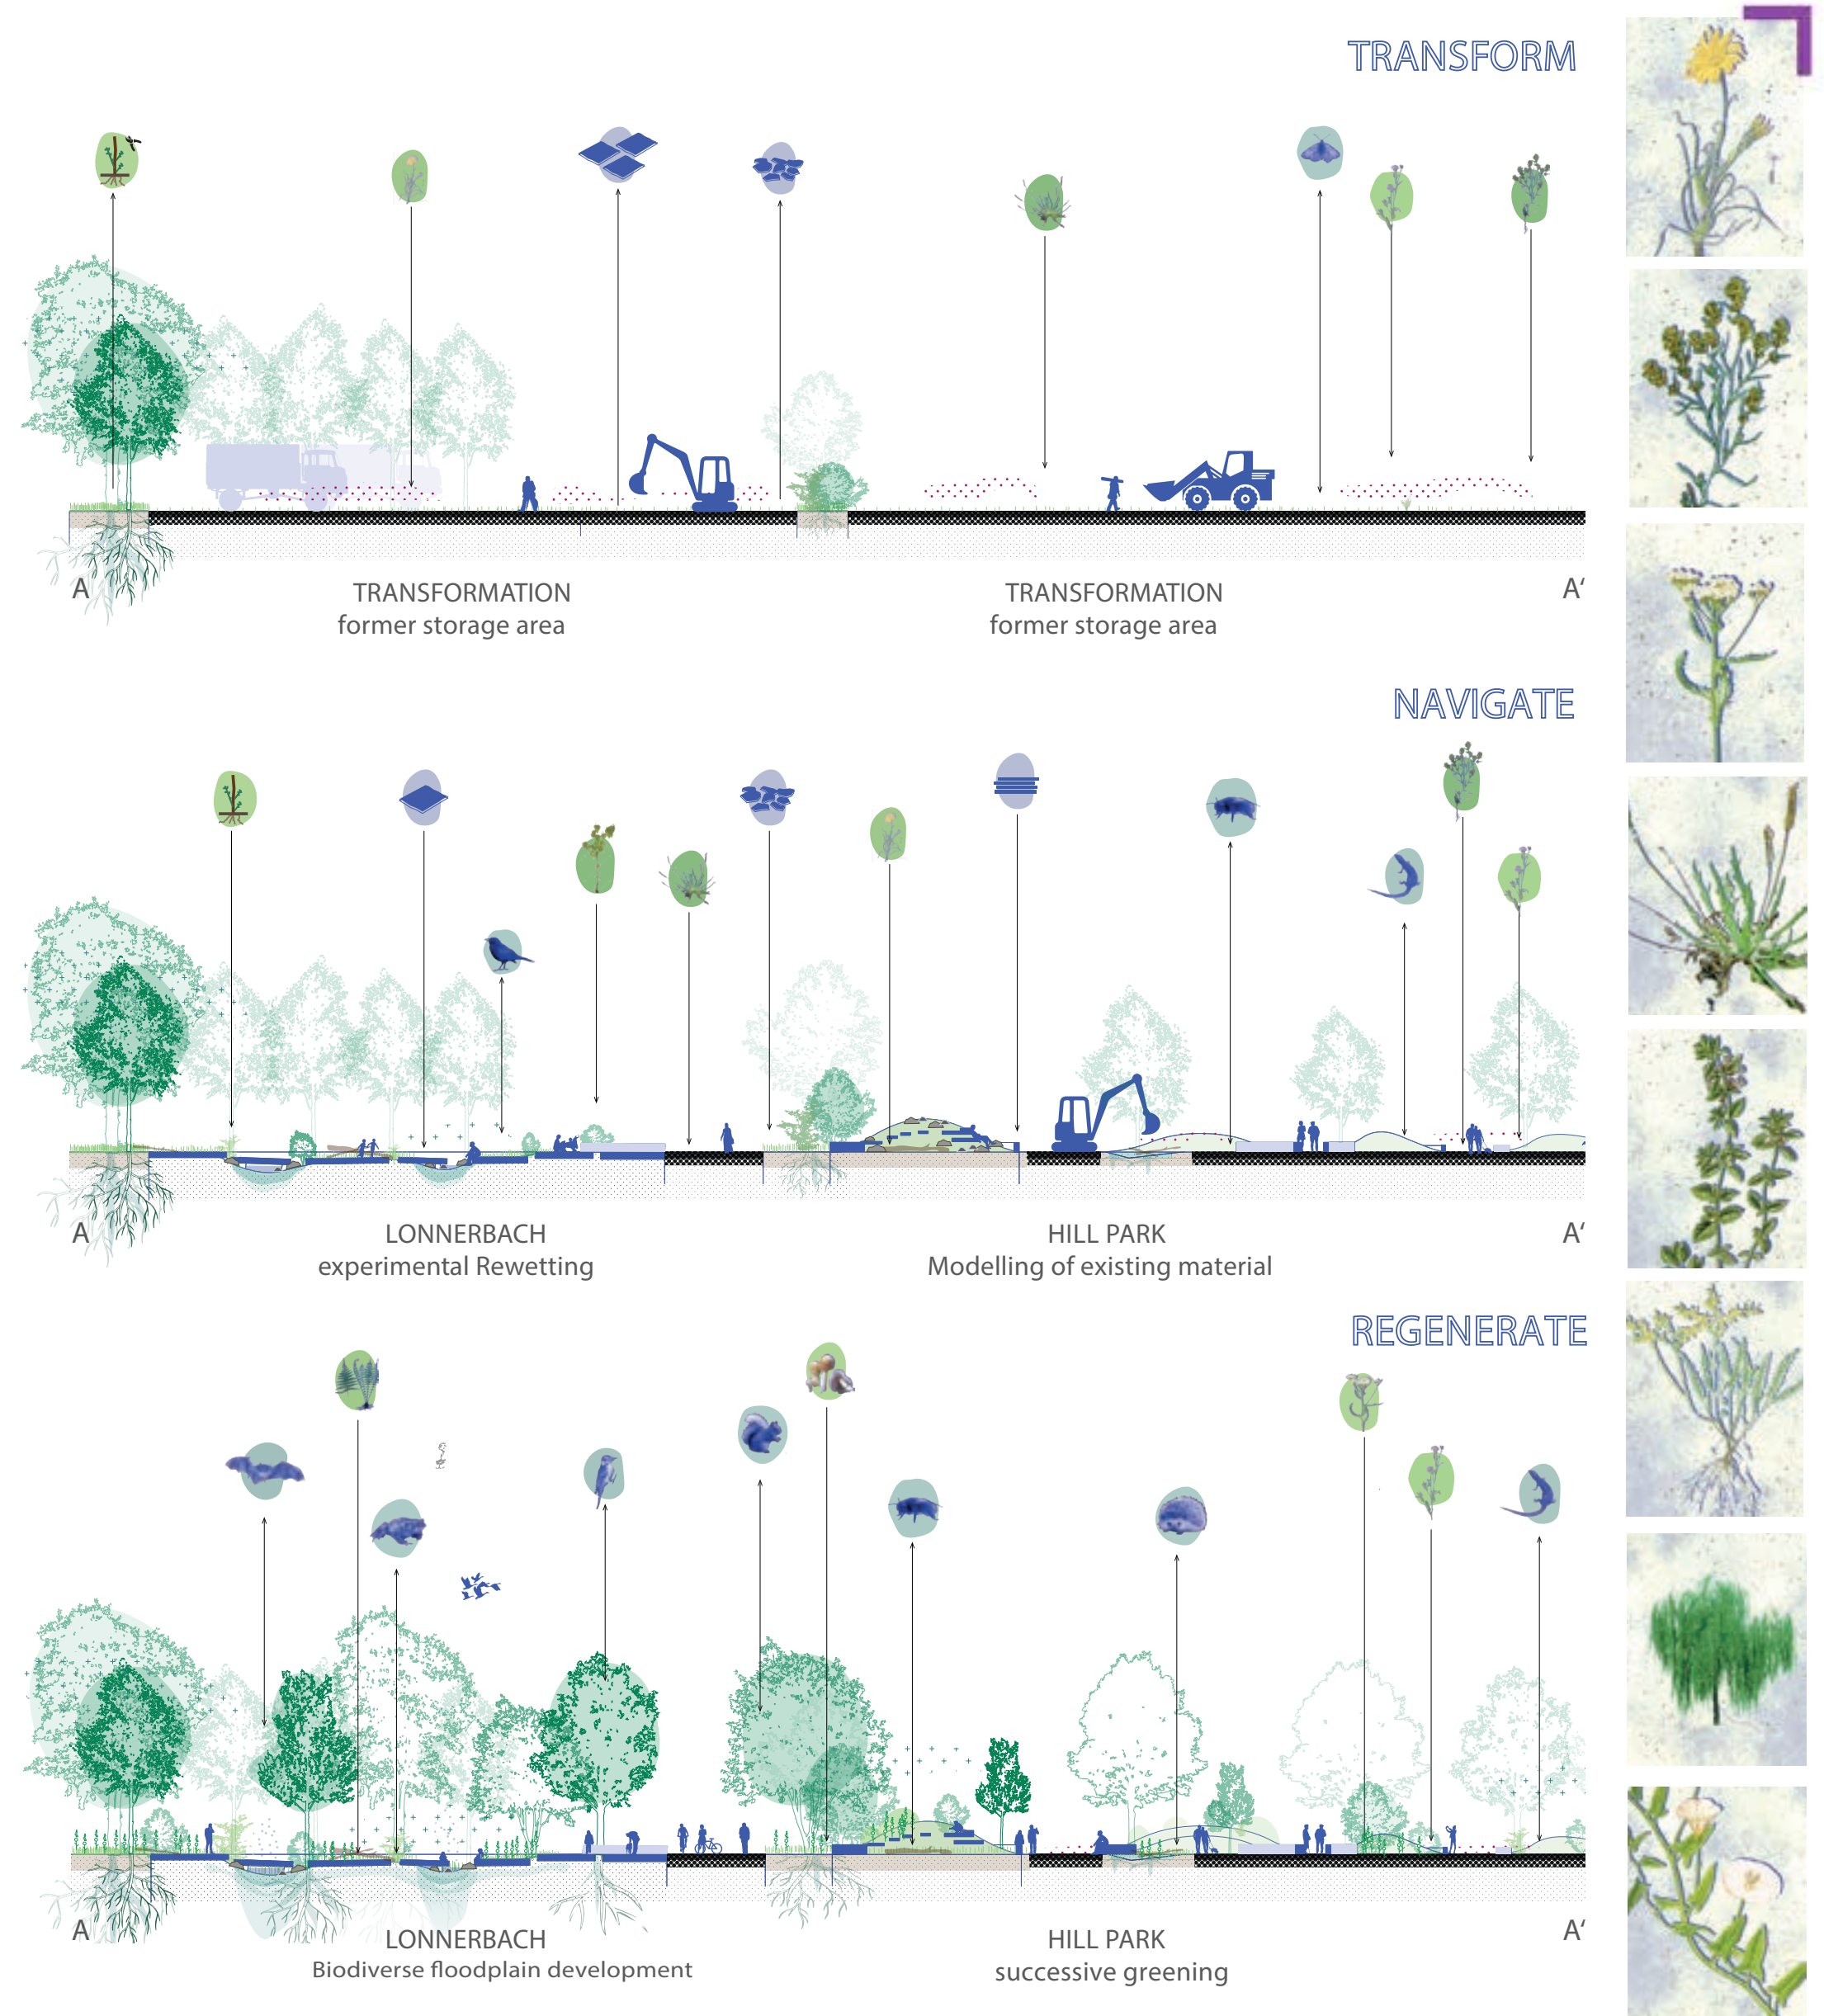 TRANSFORM
A
TRANSFORMATION
former storage area
TRANSFORMATION
former storage area
A‘
NAVIGATE
A
LONNERBACH
experimental Rewetting
HILL PARK
Modelling of existing material
A‘
REGENERATE
A
LONNERBACH
Biodiverse floodplain development
HILL PARK
successive greening
A‘